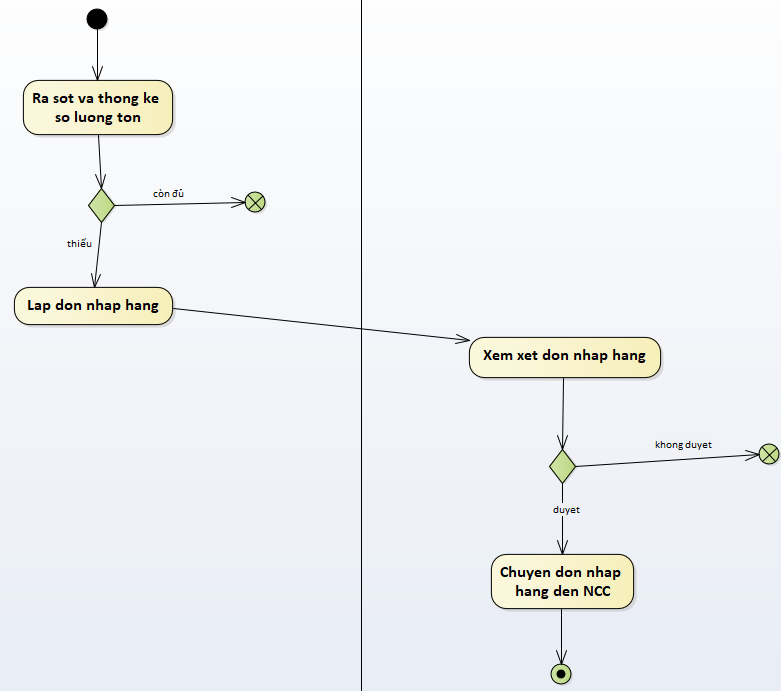 Ra sot va thong ke
so luong ton
còn đủ
thiếu
Lap don nhap hang
Xem xet don nhap hang
khong duyet
duyet
Chuyen don nhap
hang den NCC